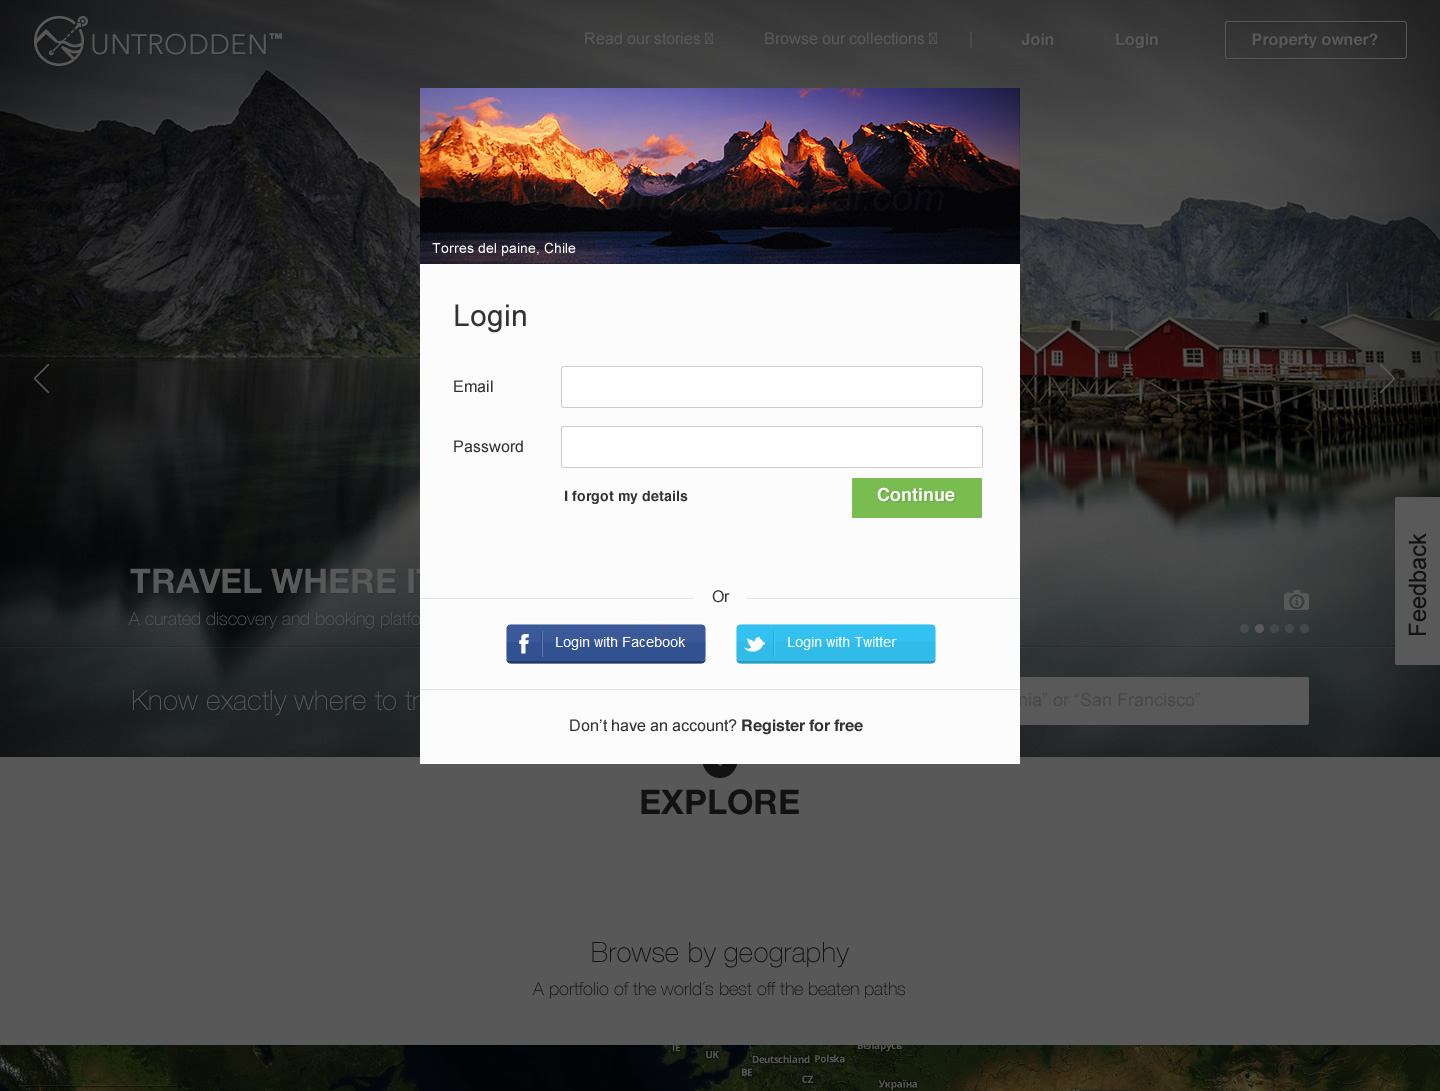 UNTRODDEN™
Read our stories
Browse our collections
|
Join
Login
Property owner?
Torres del paine, Chile
Login
Email
Password
I forgot my details
Continue
Feedback
TRAVEL WHERE
A curated discovery and booking
Or
Login with Facebook
Login with Twitter
Know exactly where to
or “San Francisco”
Don’t have an account? Register for free
EXPLORE
Browse by geography
A portfolio of the world´s best off the beaten paths
IE
UK
BE
Deutschland
Polska
Беларусь
CZ
Україна